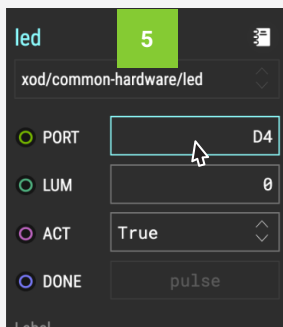 led
5
xod/common-hardware/led
PORT D4
LUM 0
ACT True
DONE pulse
Label